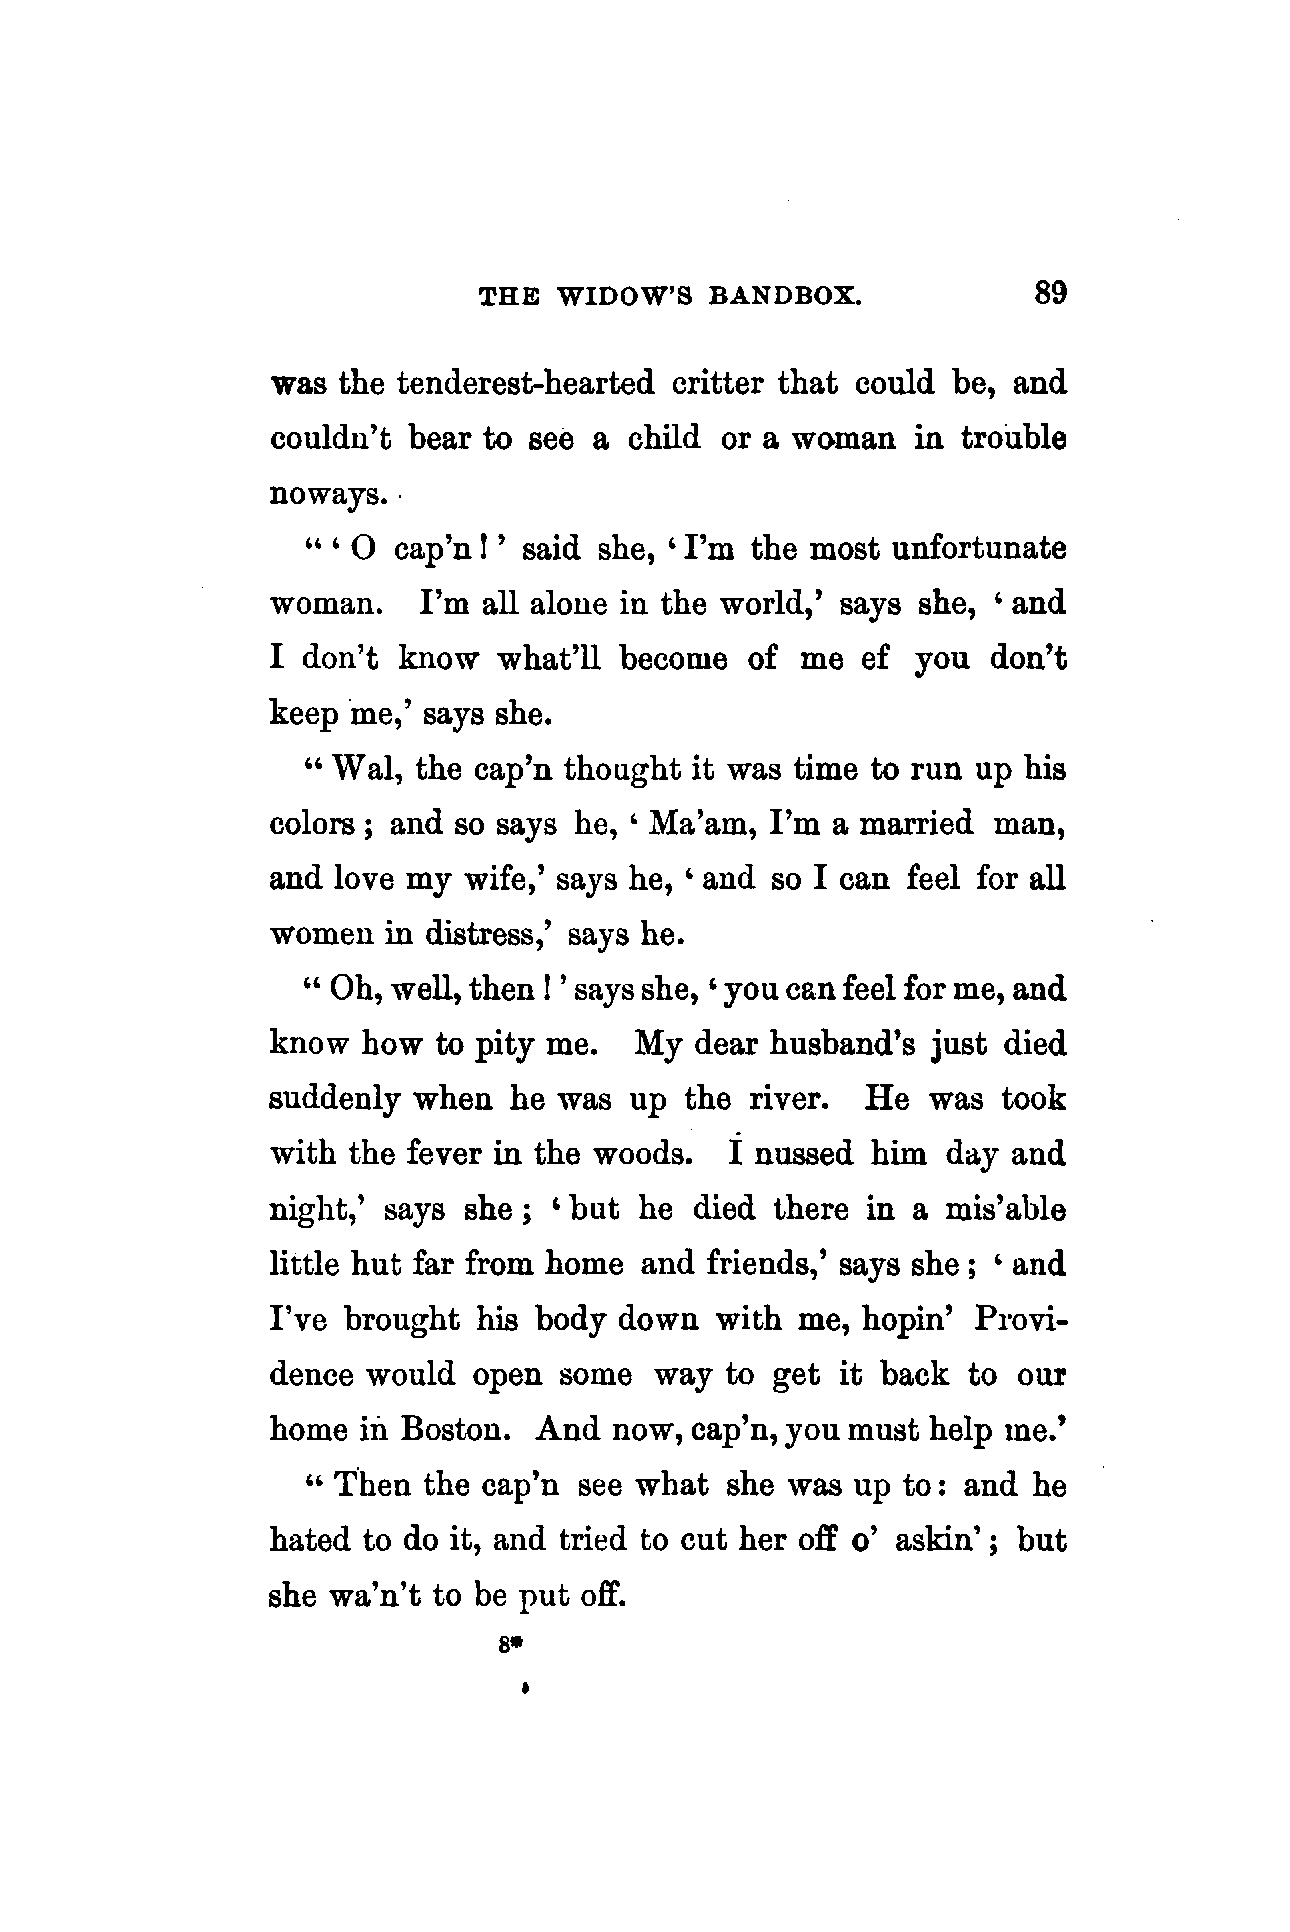 THE WIDOW'S BANDBOX. 89
was the tenderest-hearted critter that could be, and
couldn't bear to see a child or a woman in trouble
noways.
"'O cap'n!' said she, 'I'm the most unfortunate
woman. I'm all alone in the world,' says she, 'and
I don't know what'll become of me ef you don't
keep me,' says she.
"Wal, the cap'n thought it was time to run up his
colors; and so says he, 'Ma'am, I'm a married man,
and love my wife,' says he, 'and so I can feel for all
women in distress,' says he.
"Oh, well, then!' says she, 'you can feel for me, and
know how to pity me. My dear husband's just died
suddenly when he was up the river. He was took
with the fever in the woods. I nussed him day and
night,' says she; 'but he died there in a mis'able
little hut far from home and friends,' says she; 'and
I've brought his body down with me, hopin' Provi-
dence would open some way to get it back to our
home in Boston. And now, cap'n, you must help me.'
"Then the cap'n see what she was up to: and he
hated to do it, and tried to cut her off o' askin'; but
she wa'n't to be put off.
8*